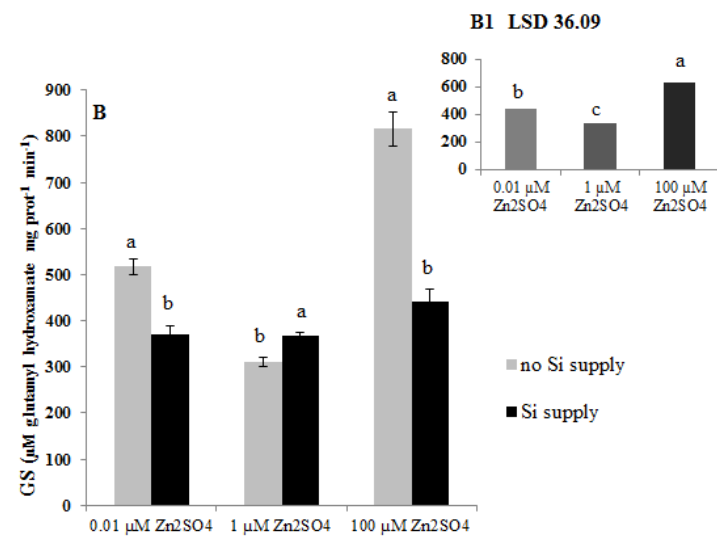 B1 LSD 36.09
800
600
400
200
0
b
c
a
0.01 µM
Zn2SO4
1 µM
Zn2SO4
100 µM
Zn2SO4
B
GS (µM glutamyl hydroxamate mg prot-1 min-1)
900
800
700
600
500
400
300
200
100
0
a
b
b
a
a
b
0.01 µM Zn2SO4
1 µM Zn2SO4
100 µM Zn2SO4
no Si supply
Si supply